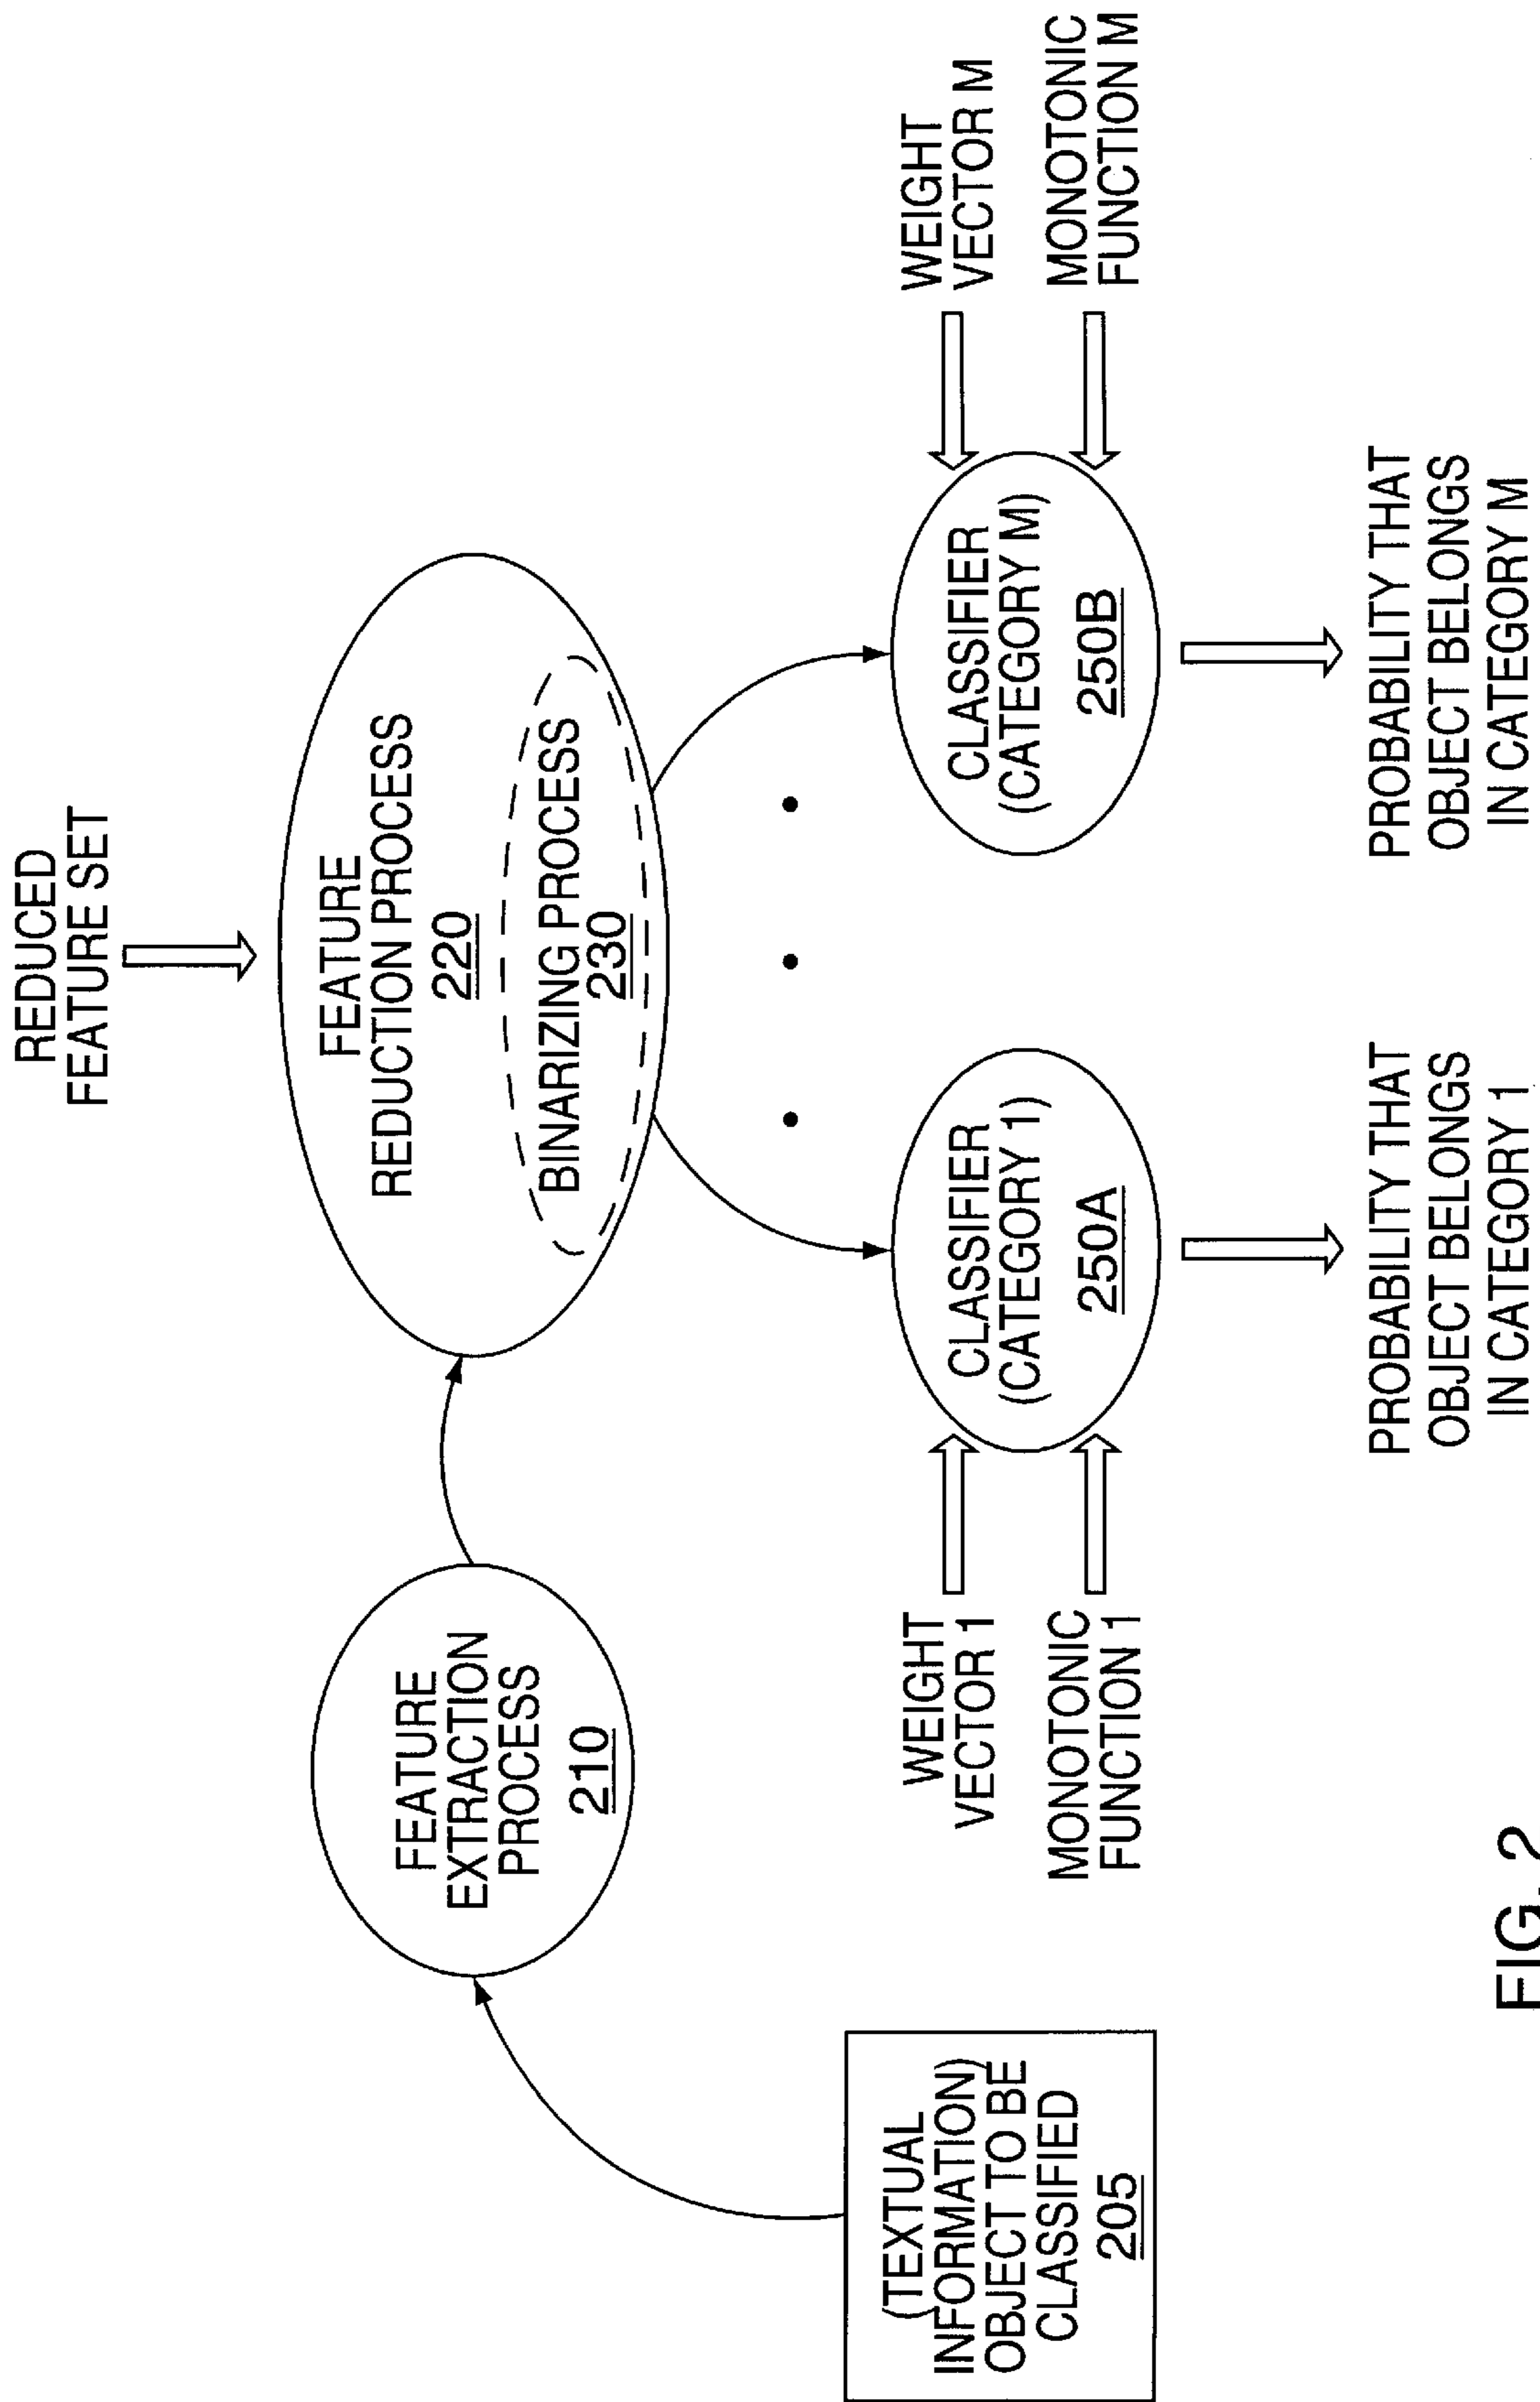 REDUCED
FEATURE SET
FEATURE
REDUCTION PROCESS
220
BINARIZING PROCESS
230
FEATURE
EXTRACTION
PROCESS
210
(TEXTUAL
INFORMATION)
OBJECT TO BE
CLASSIFIED
205
WEIGHT
VECTOR 1
MONOTONIC
FUNCTION 1
CLASSIFIER
(CATEGORY 1)
250A
CLASSIFIER
(CATEGORY M)
250B
WEIGHT
VECTOR M
MONOTONIC
FUNCTION M
PROBABILITY THAT
OBJECT BELONGS
IN CATEGORY 1
PROBABILITY THAT
OBJECT BELONGS
IN CATEGORY M
FIG. 2